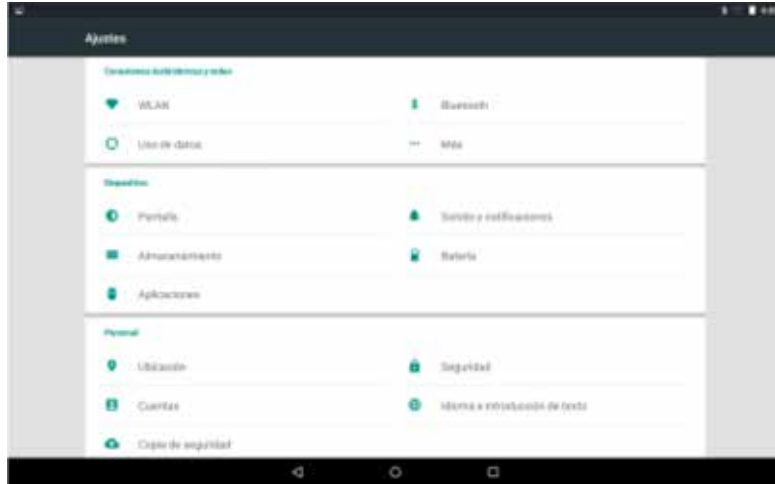 Ajustes
Conexiones inalámbricas y redes
WLAN
Bluetooth
Uso de datos
Más
Dispositivo
Pantalla
Sonido y notificaciones
Almacenamiento
Batería
Aplicaciones
Personal
Ubicación
Seguridad
Cuentas
Idioma e introducción de texto
Copia de seguridad